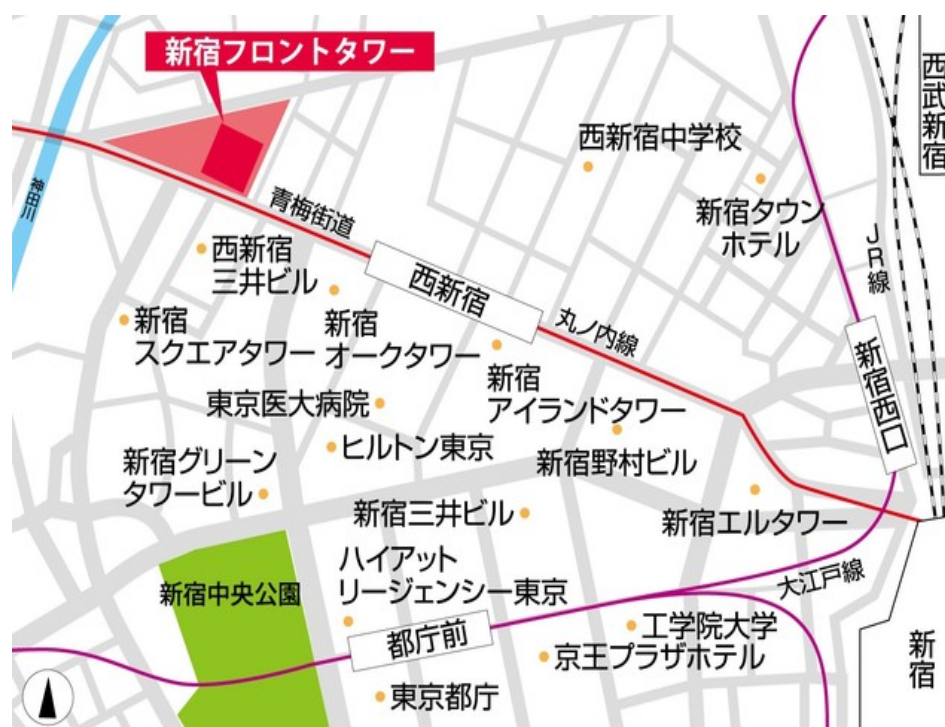 新宿フロントタワー
西武新宿
西新宿中学校
神田川
青梅街道
新宿タウン
ホテル
JR線
西新宿
三井ビル
西新宿
新宿
スクエアタワー
新宿
オークタワー
丸ノ内線
新宿西口
新宿
アイランドタワー
東京医大病院
ヒルトン東京
新宿野村ビル
新宿グリーン
タワービル
新宿三井ビル
新宿エルタワー
ハイアット
リージェンシー東京
大江戸線
新宿中央公園
都庁前
工学院大学
京王プラザホテル
新宿
東京都庁